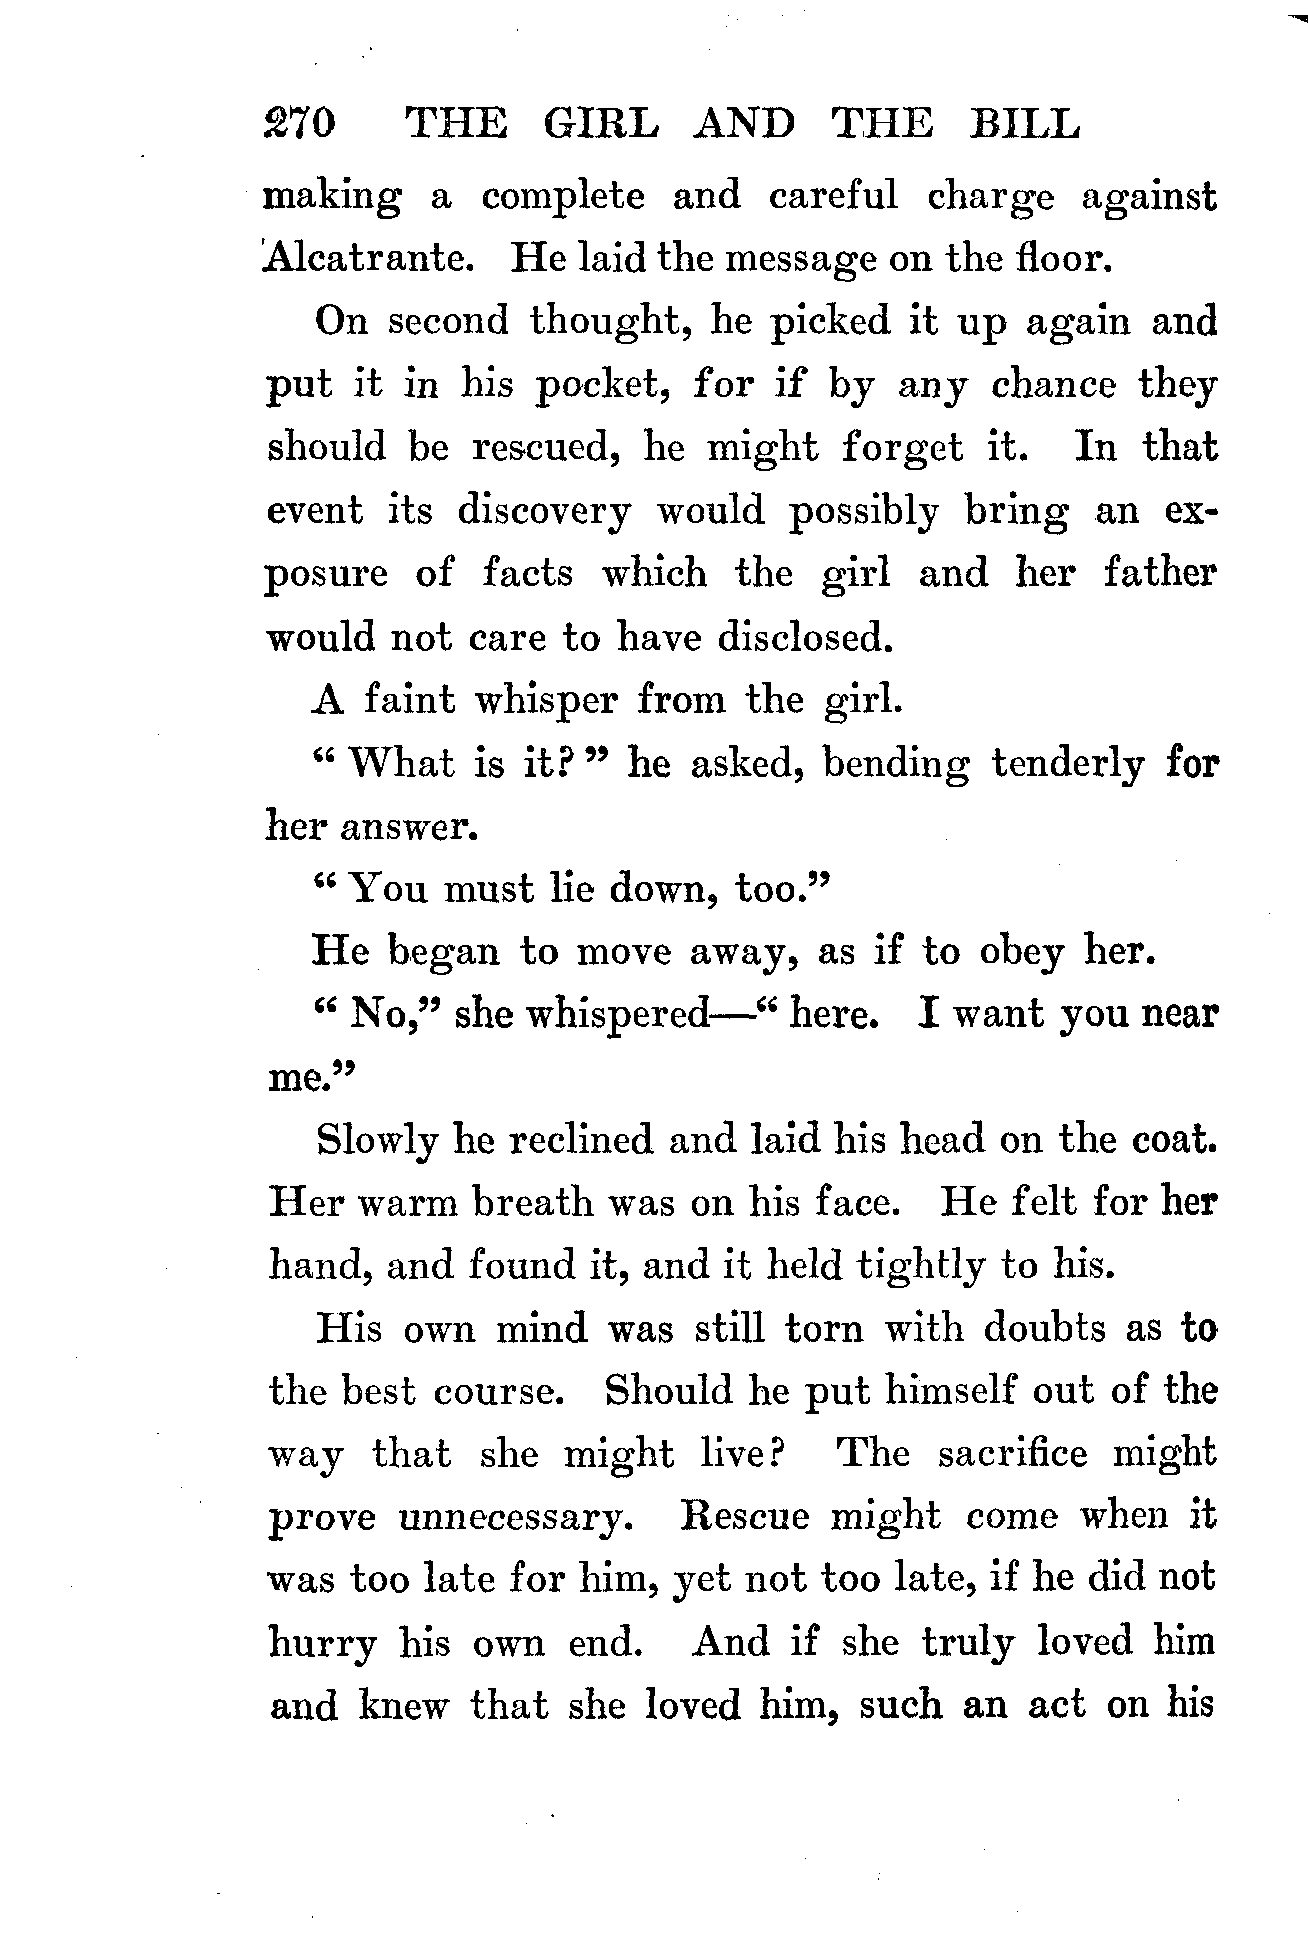 270 THE GIRL AND THE BILL
making a complete and careful charge against
Alcatrante. He laid the message on the floor.
On second thought, he picked it up again and
put it in his pocket, for if by any chance they
should be rescued, he might forget it. In that
event its discovery would possibly bring an ex-
posure of facts which the girl and her father
would not care to have disclosed.
A faint whisper from the girl.
“ What is it? ” he asked, bending tenderly for
her answer.
“ You must lie down, too.”
He began to move away, as if to obey her.
“ No,” she whispered—“ here. I want you near
me.”
Slowly he reclined and laid his head on the coat.
Her warm breath was on his face. He felt for her
hand, and found it, and it held tightly to his.
His own mind was still torn with doubts as to
the best course. Should he put himself out of the
way that she might live? The sacrifice might
prove unnecessary. Rescue might come when it
was too late for him, yet not too late, if he did not
hurry his own end. And if she truly loved him
and knew that she loved him, such an act on his